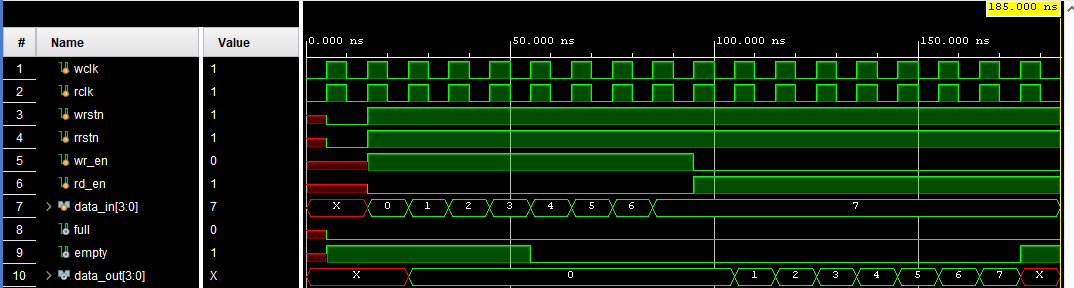 185.000 ns
# Name Value 0.000 ns 50.000 ns 100.000 ns 150.000 ns
1 wclk 1
2 rclk 1
3 wrstn 1
4 rrstn 1
5 wr_en 0
6 rd_en 1
7 data_in[3:0] 7 X 0 1 2 3 4 5 6 7
8 full 0
9 empty 1
10 data_out[3:0] X X 0 1 2 3 4 5 6 7 X